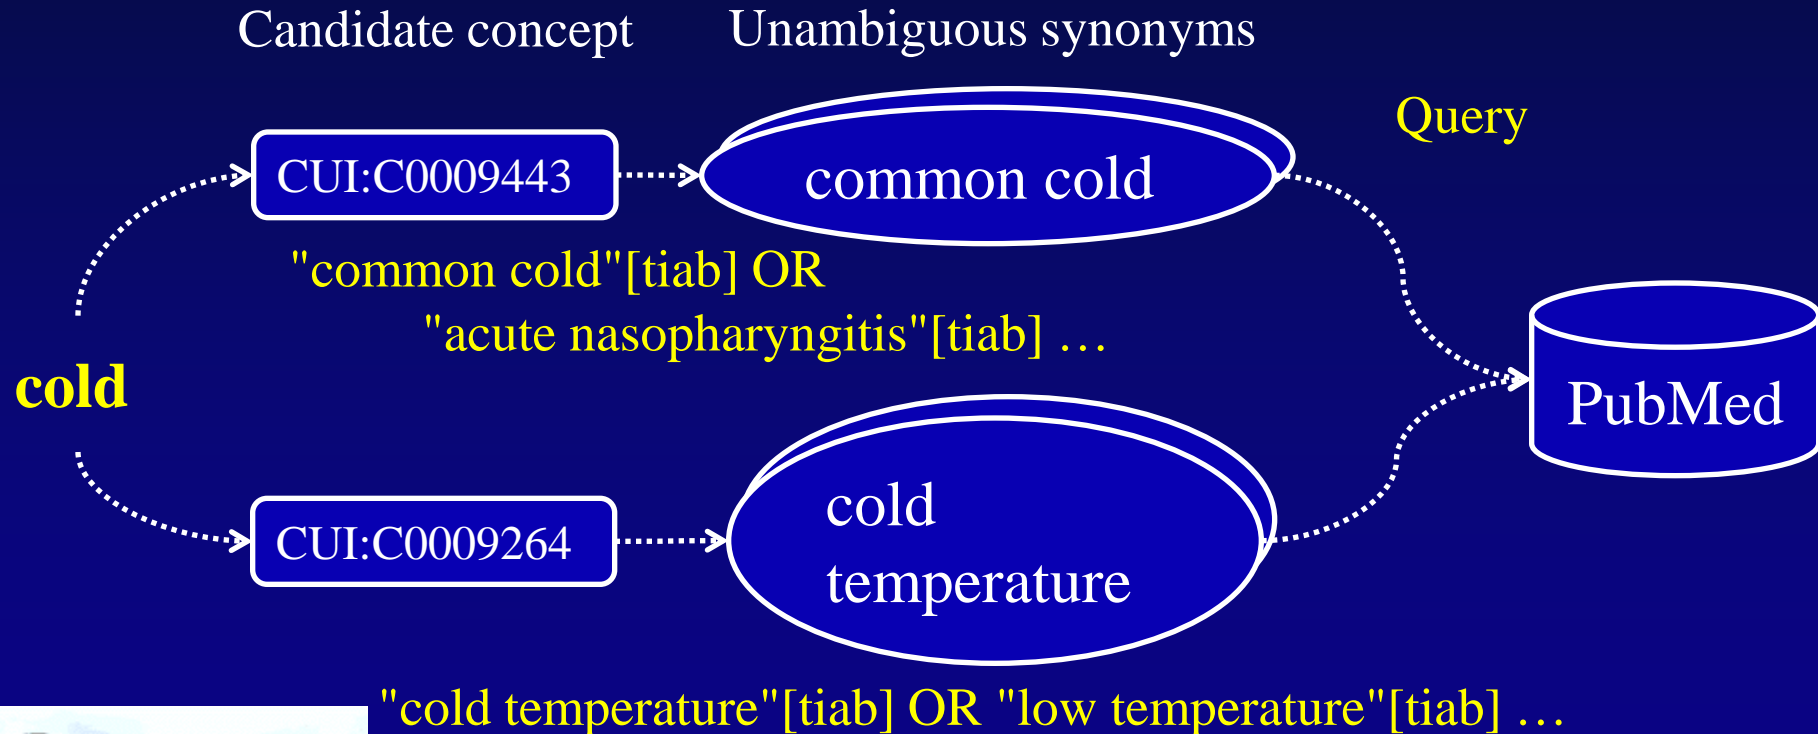 Candidate concept
Unambiguous synonyms
Query
CUI:C0009443
common cold
"common cold"[tiab] OR
"acute nasopharyngitis"[tiab] …
cold
PubMed
CUI:C0009264
cold
temperature
"cold temperature"[tiab] OR "low temperature"[tiab] …